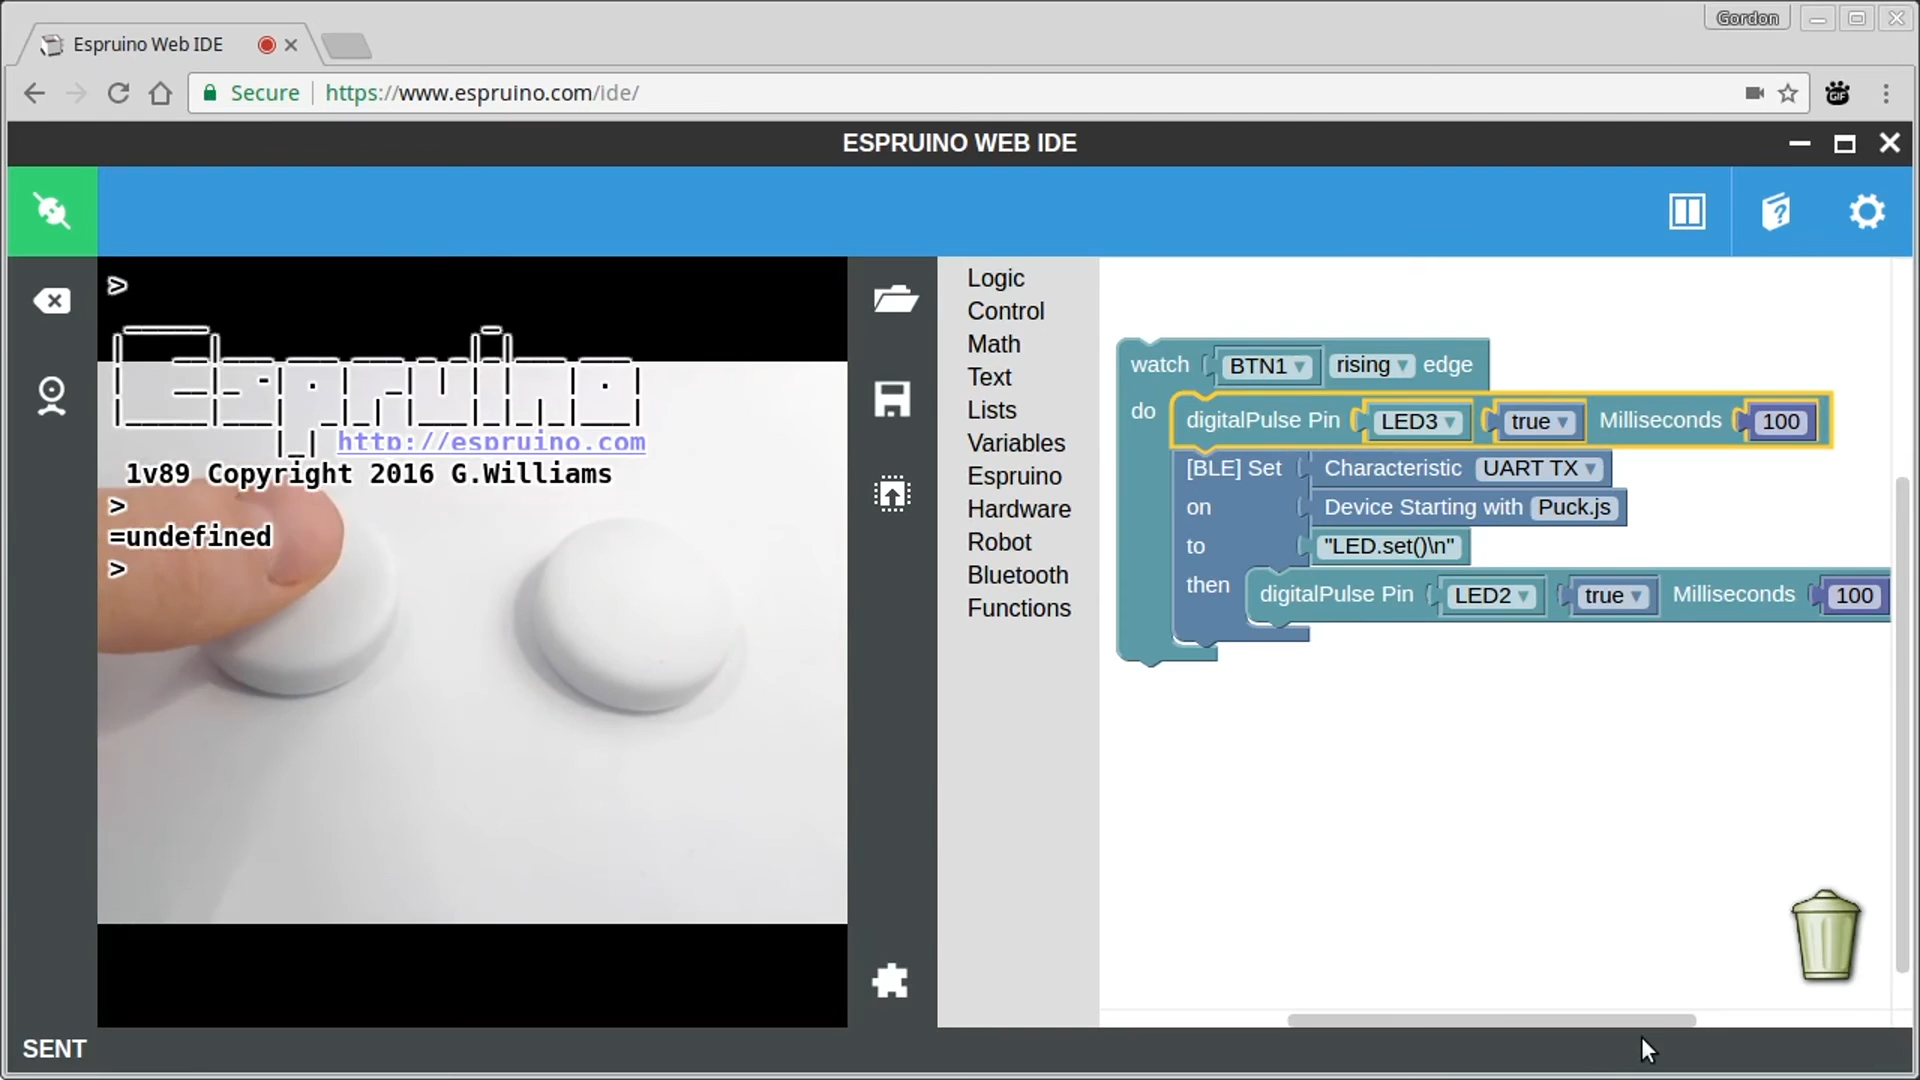 Gordon
Espruino Web IDE
Secure https://www.espruino.com/ide/
GIF
ESPRUINO WEB IDE
>
Espruino
http://espruino.com
1v89 Copyright 2016 G.Williams
>
=undefined
>
Logic
Control
Math
Text
Lists
Variables
Espruino
Hardware
Robot
Bluetooth
Functions
watch BTN1 rising edge
do digitalPulse Pin LED3 true Milliseconds 100
[BLE] Set Characteristic UART TX
on Device Starting with Puck.js
to "LED.set()\n"
then digitalPulse Pin LED2 true Milliseconds 100
SENT